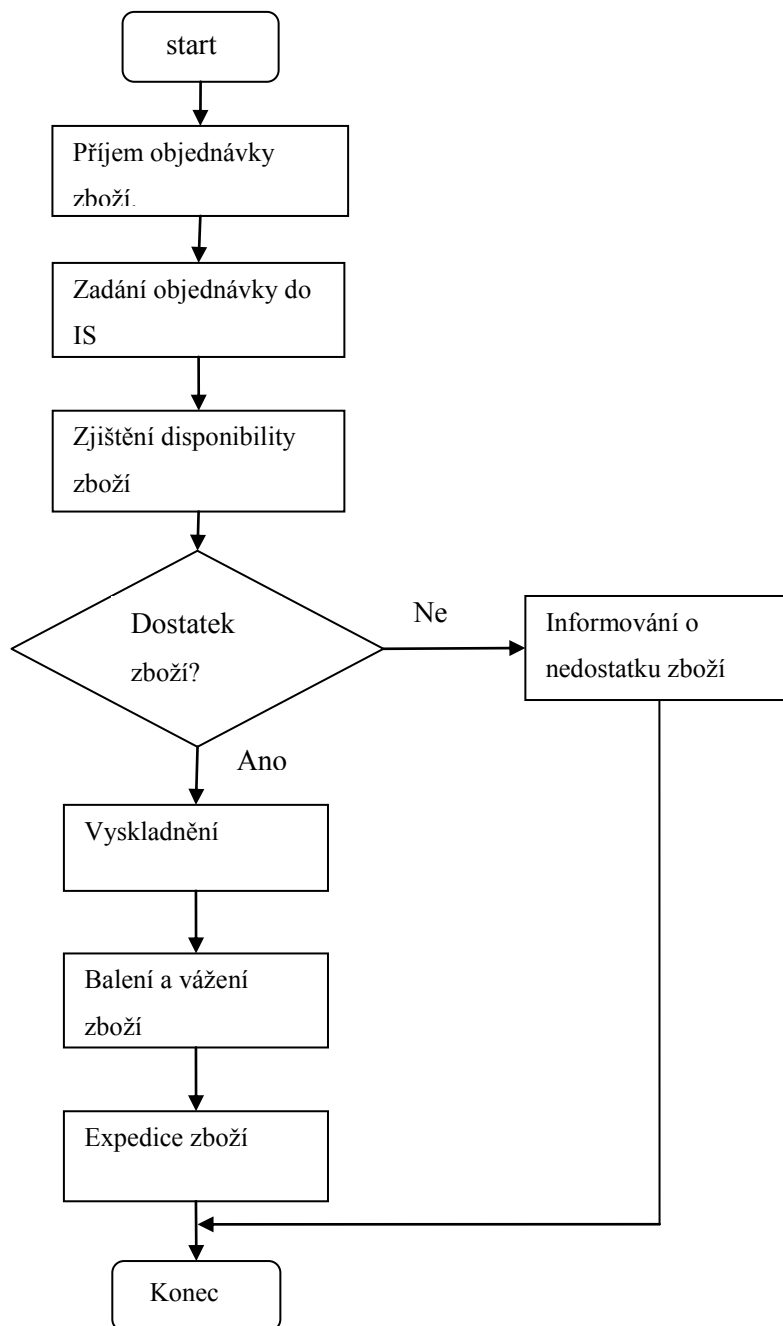 start
Příjem objednávky
zboží.
Zadání objednávky do
IS
Zjištění disponibility
zboží
Dostatek
zboží?
Ne
Informování o
nedostatku zboží
Ano
Vyskladnění
Balení a vážení
zboží
Expedice zboží
Konec